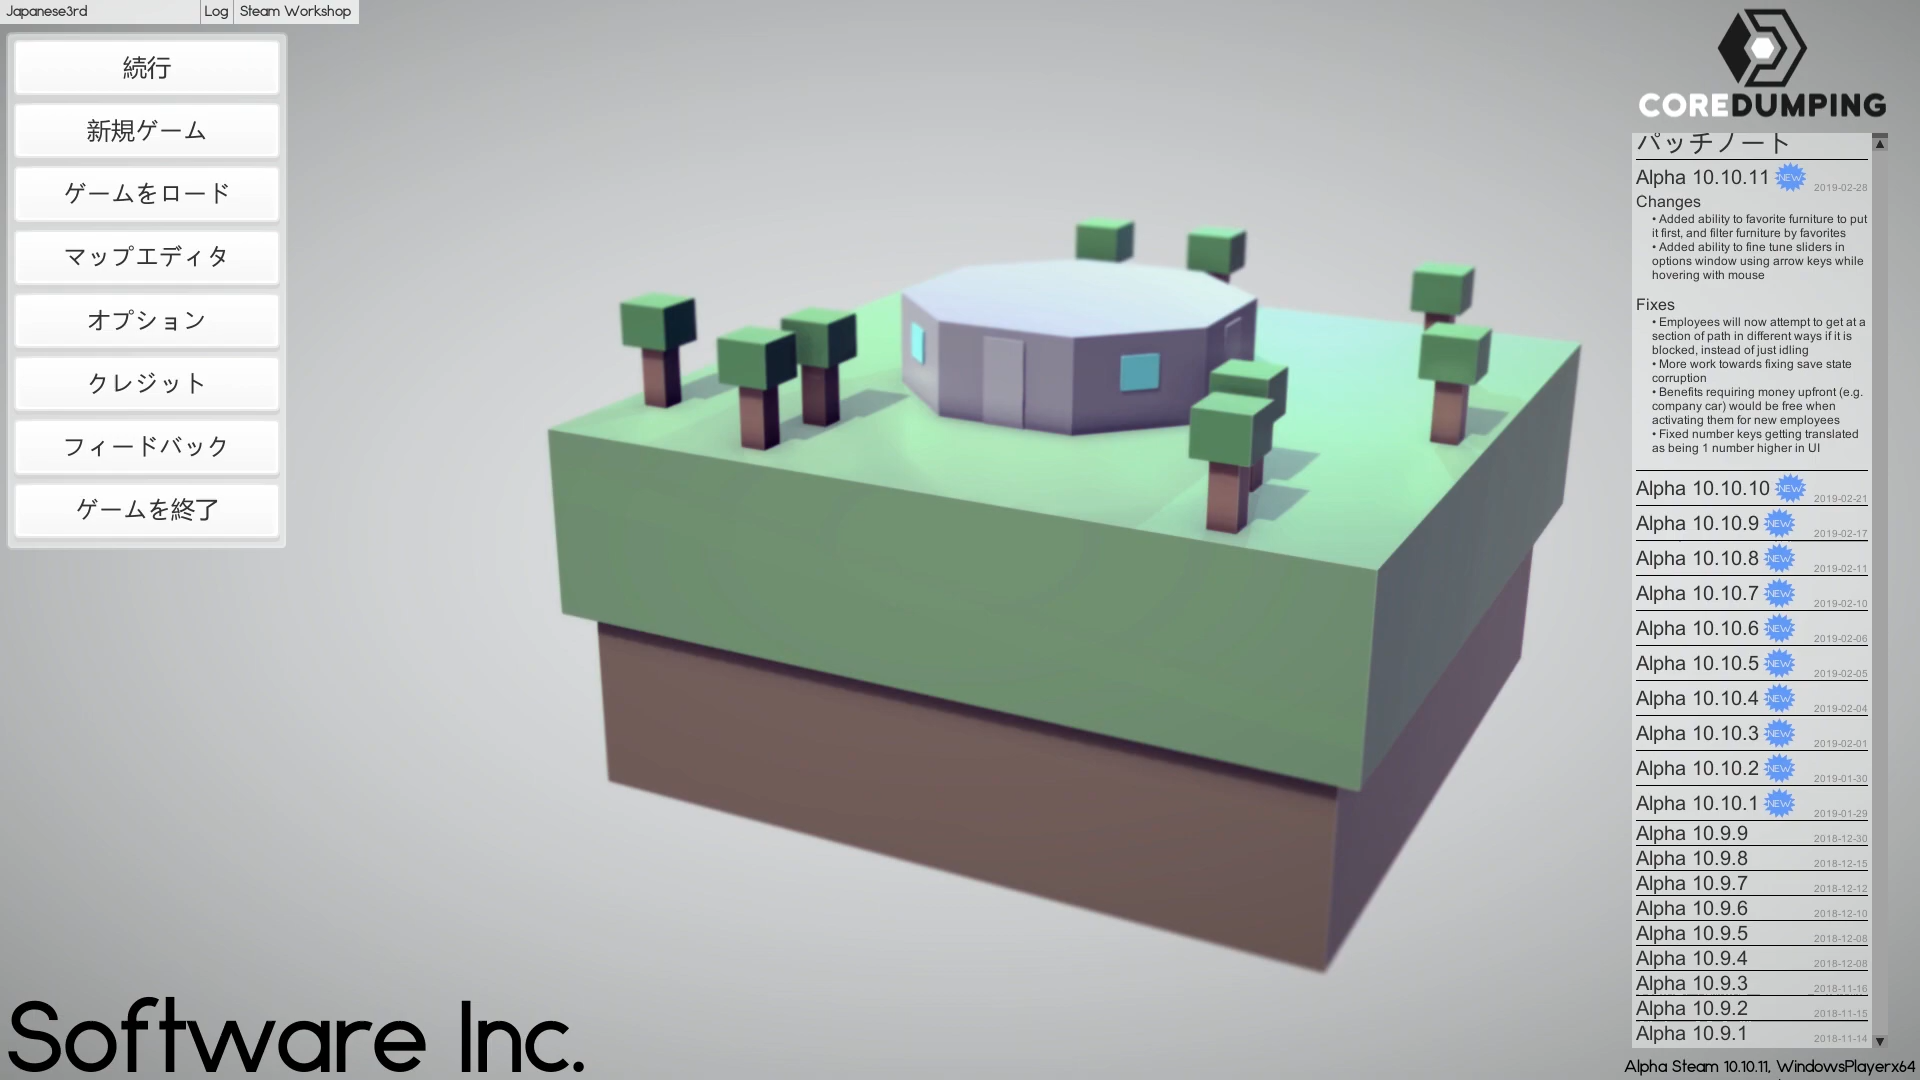 Japanese3rd
Log
Steam Workshop
続行
新規ゲーム
ゲームをロード
マップエディタ
オプション
クレジット
フィードバック
ゲームを終了
Software Inc.
COREDUMPING
パッチノート
Alpha 10.10.11 NEW 2019-02-28
Changes
• Added ability to favorite furniture to put
it first, and filter furniture by favorites
• Added ability to fine tune sliders in
options window using arrow keys while
hovering with mouse
Fixes
• Employees will now attempt to get at a
section of path in different ways if it is
blocked, instead of just idling
• More work towards fixing save state
corruption
• Benefits requiring money upfront (e.g.
company car) would be free when
activating them for new employees
• Fixed number keys getting translated
as being 1 number higher in UI
Alpha 10.10.10 NEW 2019-02-21
Alpha 10.10.9 NEW 2019-02-17
Alpha 10.10.8 NEW 2019-02-11
Alpha 10.10.7 NEW 2019-02-10
Alpha 10.10.6 NEW 2019-02-06
Alpha 10.10.5 NEW 2019-02-05
Alpha 10.10.4 NEW 2019-02-04
Alpha 10.10.3 NEW 2019-02-01
Alpha 10.10.2 NEW 2019-01-30
Alpha 10.10.1 NEW 2019-01-29
Alpha 10.9.9 2018-12-30
Alpha 10.9.8 2018-12-15
Alpha 10.9.7 2018-12-12
Alpha 10.9.6 2018-12-10
Alpha 10.9.5 2018-12-08
Alpha 10.9.4 2018-12-08
Alpha 10.9.3 2018-11-16
Alpha 10.9.2 2018-11-15
Alpha 10.9.1 2018-11-14
Alpha Steam 10.10.11, WindowsPlayerx64